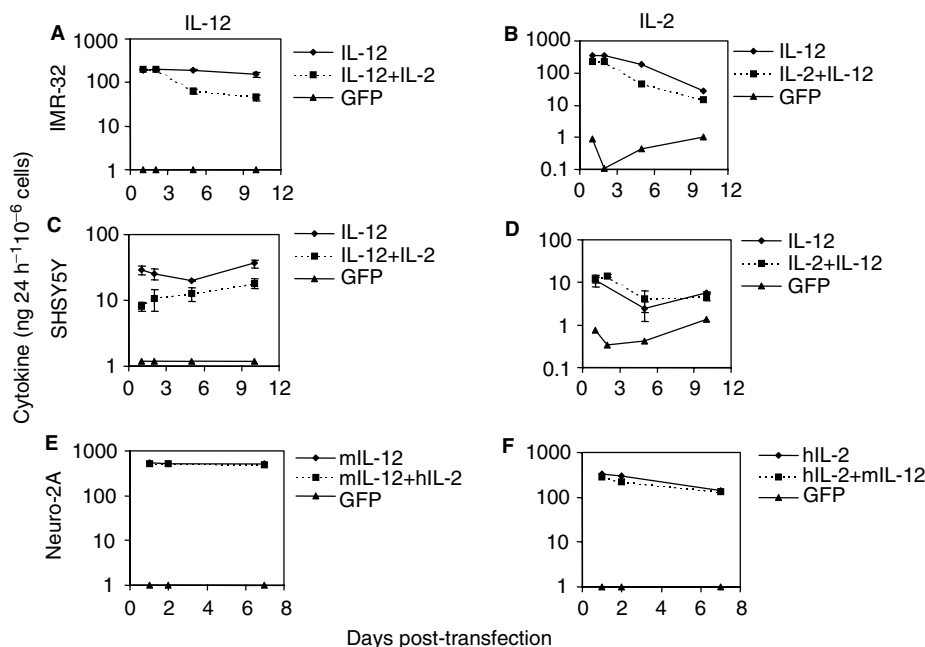 IL-12
IL-2
A
1000
100
10
1
0 3 6 9 12
IMR-32
IL-12
IL-12+IL-2
GFP
B
1000
100
10
1
0.1
0 3 6 9 12
IL-12
IL-2+IL-12
GFP
Cytokine (ng 24 h⁻¹10⁻⁶ cells)
C
100
10
1
0 3 6 9 12
SHSY5Y
IL-12
IL-12+IL-2
GFP
D
100
10
1
0.1
0 3 6 9 12
IL-12
IL-2+IL-12
GFP
E
1000
100
10
1
0 2 4 6 8
Neuro-2A
mIL-12
mIL-12+hIL-2
GFP
F
1000
100
10
1
0 2 4 6 8
hIL-2
hIL-2+mIL-12
GFP
Days post-transfection